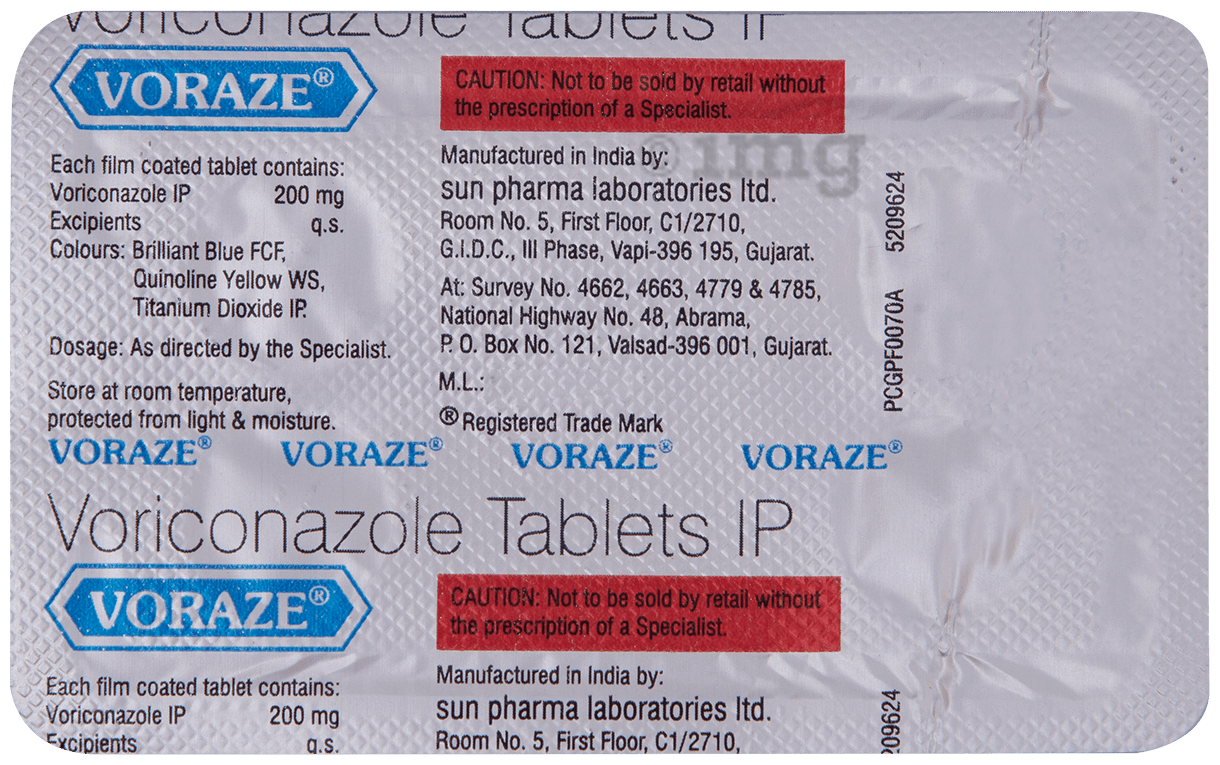 Voriconazole Tablets IP
VORAZE®
CAUTION: Not to be sold by retail without
the prescription of a Specialist.
Each film coated tablet contains:
Voriconazole IP 200 mg
Excipients q.s.
Colours: Brilliant Blue FCF,
Quinoline Yellow WS,
Titanium Dioxide IP.
Dosage: As directed by the Specialist.
Store at room temperature,
protected from light & moisture.
Manufactured in India by:
sun pharma laboratories ltd.
Room No. 5, First Floor, C1/2710,
G.I.D.C., III Phase, Vapi-396 195, Gujarat.
At: Survey No. 4662, 4663, 4779 & 4785,
National Highway No. 48, Abrama,
P. O. Box No. 121, Valsad-396 001, Gujarat.
M.L.:
® Registered Trade Mark
PCGPF0070A 5209624
1mg
VORAZE® VORAZE® VORAZE® VORAZE®
Voriconazole Tablets IP
VORAZE®
CAUTION: Not to be sold by retail without
the prescription of a Specialist.
Each film coated tablet contains:
Voriconazole IP 200 mg
Excipients q.s.
Manufactured in India by:
sun pharma laboratories ltd.
Room No. 5, First Floor, C1/2710,
209624